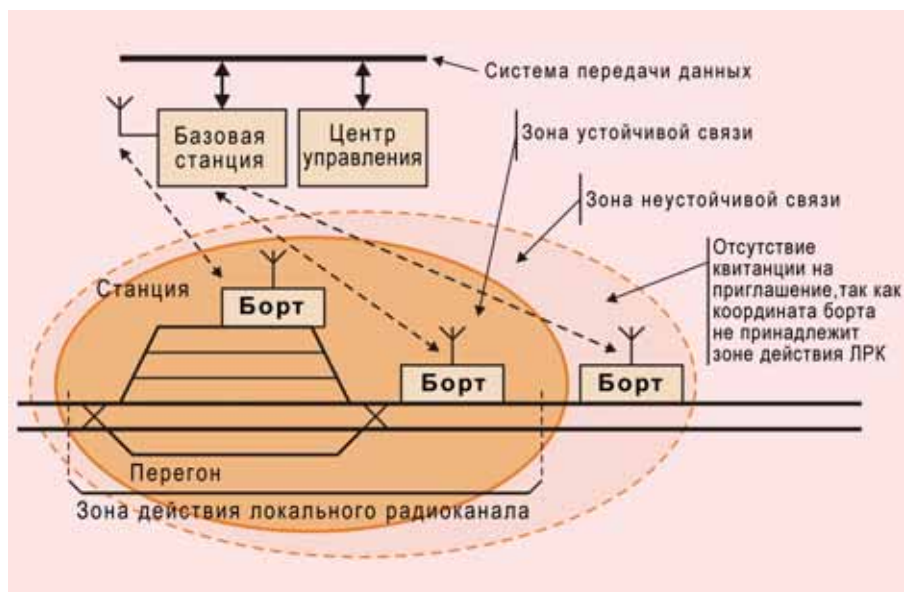 Система передачи данных
Базовая
станция
Центр
управления
Зона устойчивой связи
Зона неустойчивой связи
Отсутствие
квитанции на
приглашение,так как
координата борта
не принадлежит
зоне действия ЛРК
Станция
Борт
Борт
Борт
Перегон
Зона действия локального радиоканала